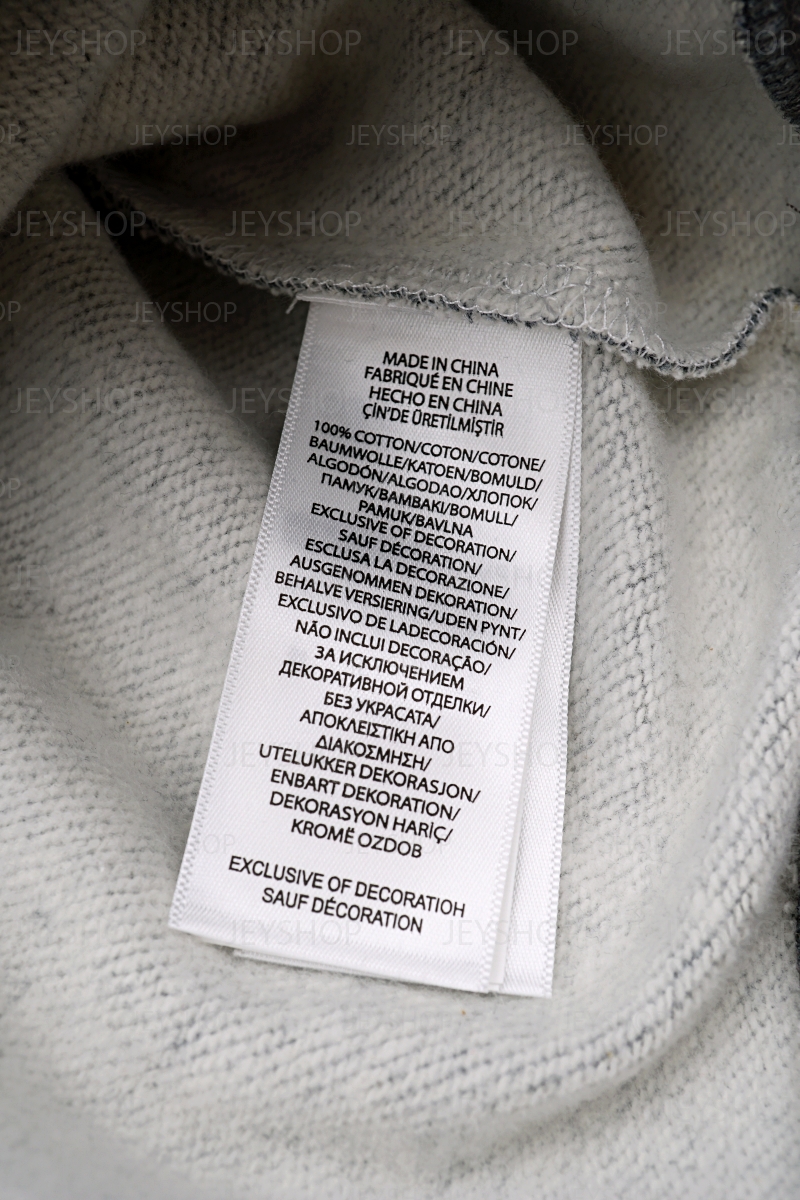 MADE IN CHINA
FABRIQUÉ EN CHINE
HECHO EN CHINA
ÇİN'DE ÜRETİLMİŞTİR
100% COTTON/COTON/COTONE/
BAUMWOLLE/KATOEN/BOMULD/
ALGODÓN/ALGODAO/ХЛОПОК/
ПАМУК/BAMBAKI/BOMULL/
PAMUK/BAVLNA
EXCLUSIVE OF DECORATION/
SAUF DÉCORATION/
ESCLUSA LA DECORAZIONE/
AUSGENOMMEN DEKORATION/
BEHALVE VERSIERING/UDEN PYNT/
EXCLUSIVO DE LADECORACIÓN/
NÃO INCLUI DECORAÇÃO/
ЗА ИСКЛЮЧЕНИЕМ
ДЕКОРАТИВНОЙ ОТДЕЛКИ/
БЕЗ УКРАСАТА/
ΑΠΟΚΛΕΙΣΤΙΚΗ ΑΠΟ
ΔΙΑΚΟΣΜΗΣΗ/
UTELUKKER DEKORASJON/
ENBART DEKORATION/
DEKORASYON HARİÇ/
KROMĚ OZDOB
EXCLUSIVE OF DECORATIOH
SAUF DÉCORATION
JEYSHOP